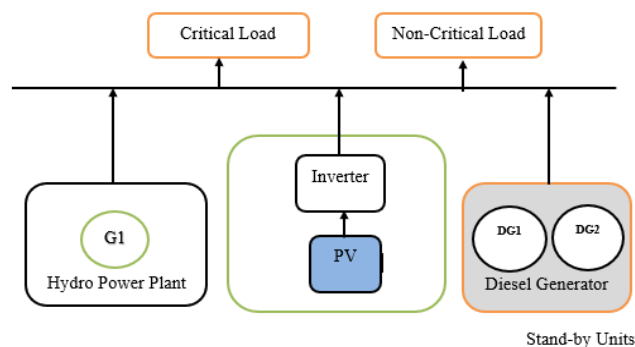 Critical Load
Non-Critical Load
Inverter
G1
PV
DG1
DG2
Hydro Power Plant
Diesel Generator
Stand-by Units